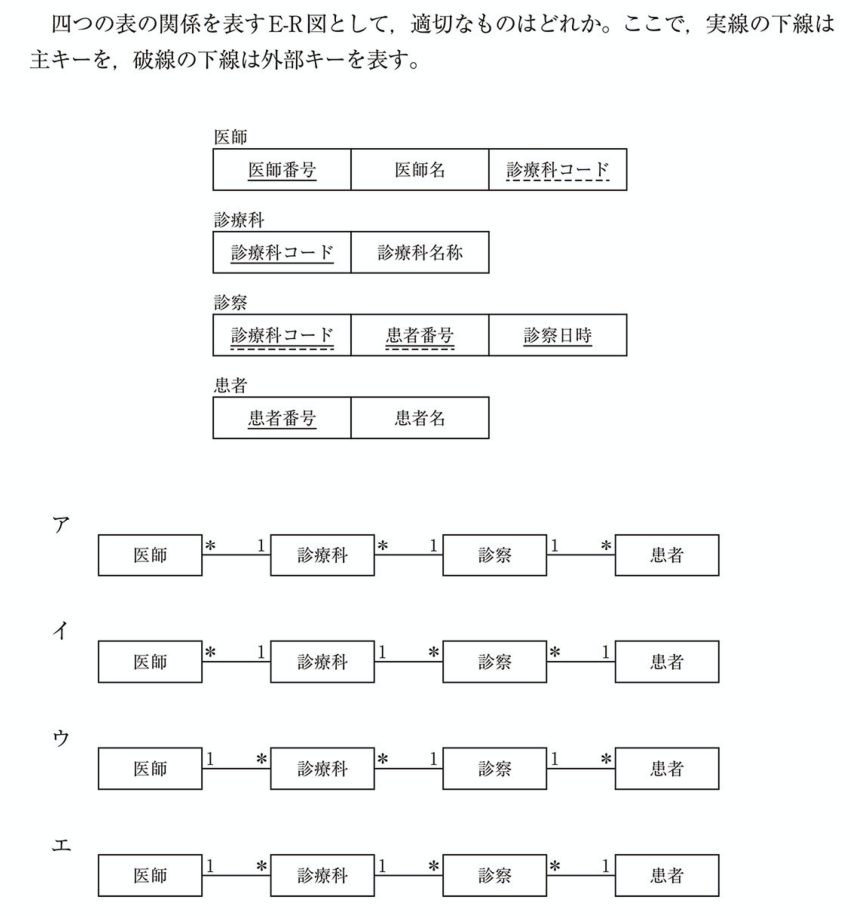 四つの表の関係を表すE-R図として，適切なものはどれか。ここで，実線の下線は
主キーを，破線の下線は外部キーを表す。
医師
医師番号 医師名 診療科コード
診療科
診療科コード 診療科名称
診察
診療科コード 患者番号 診察日時
患者
患者番号 患者名
ア
医師 * 1 診療科 * 1 診察 1 * 患者
イ
医師 * 1 診療科 1 * 診察 * 1 患者
ウ
医師 1 * 診療科 * 1 診察 1 * 患者
エ
医師 1 * 診療科 1 * 診察 * 1 患者